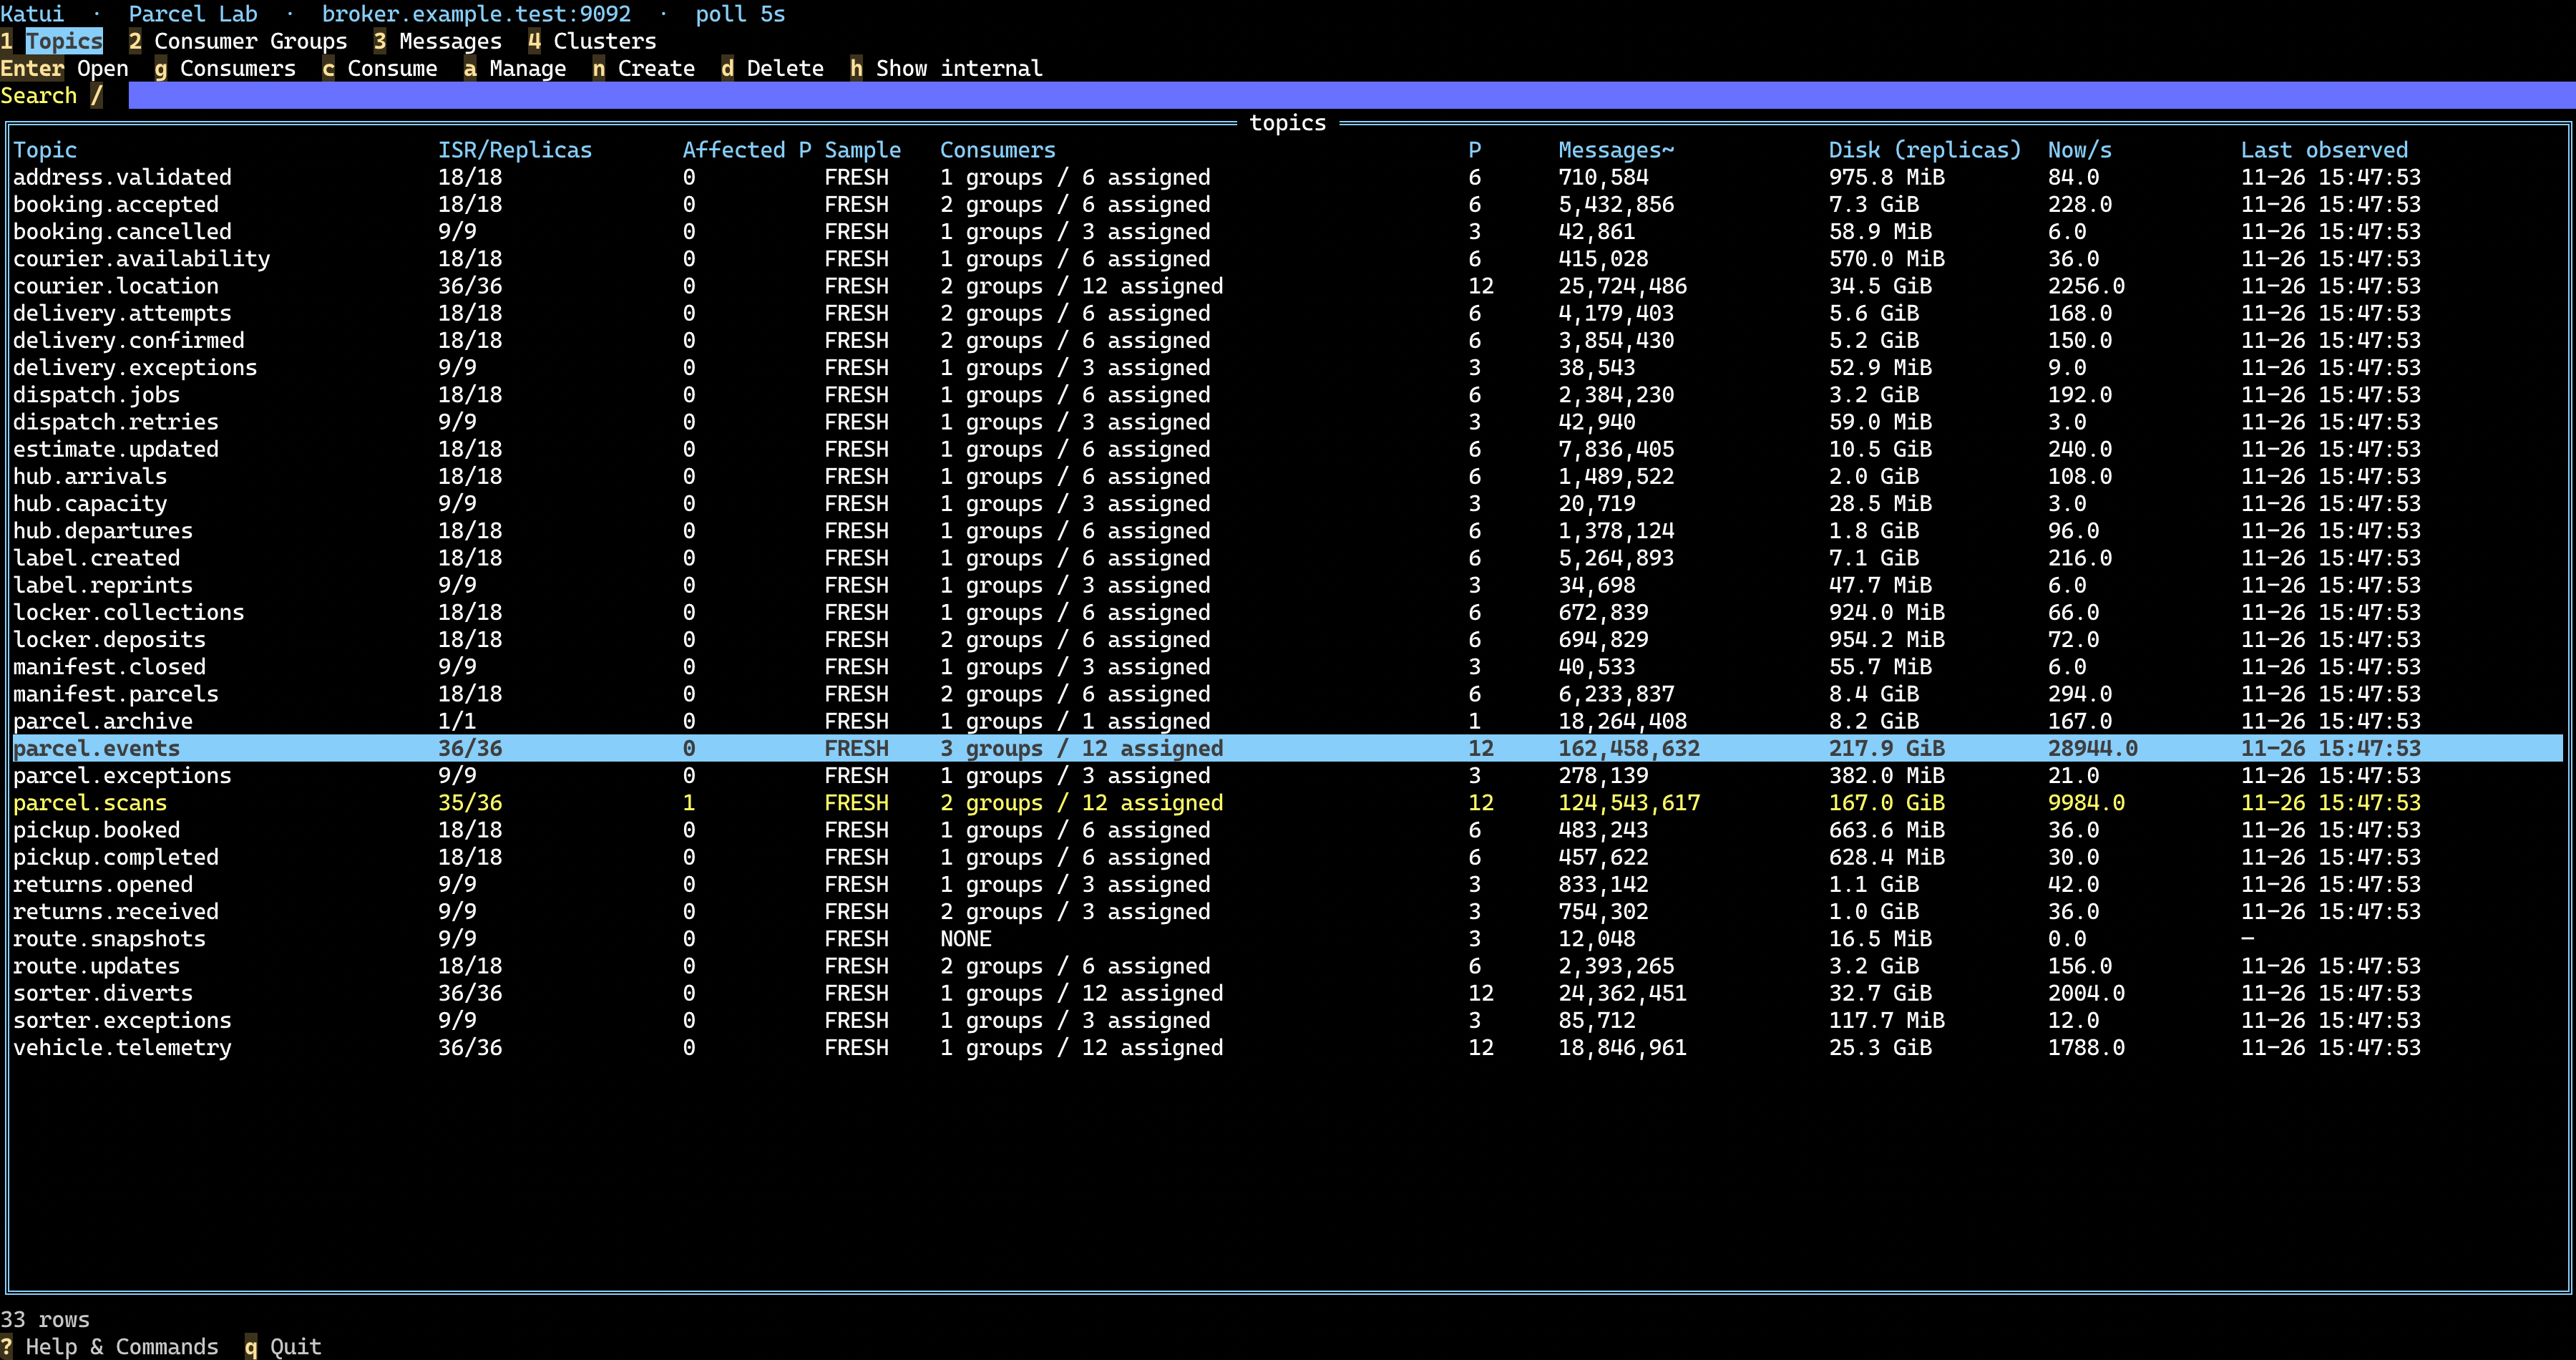 Katui · Parcel Lab · broker.example.test:9092 · poll 5s
1 Topics 2 Consumer Groups 3 Messages 4 Clusters
Enter Open g Consumers c Consume a Manage n Create d Delete h Show internal
Search /
topics
Topic ISR/Replicas Affected P Sample Consumers P Messages~ Disk (replicas) Now/s Last observed
address.validated 18/18 0 FRESH 1 groups / 6 assigned 6 710,584 975.8 MiB 84.0 11-26 15:47:53
booking.accepted 18/18 0 FRESH 2 groups / 6 assigned 6 5,432,856 7.3 GiB 228.0 11-26 15:47:53
booking.cancelled 9/9 0 FRESH 1 groups / 3 assigned 3 42,861 58.9 MiB 6.0 11-26 15:47:53
courier.availability 18/18 0 FRESH 1 groups / 6 assigned 6 415,028 570.0 MiB 36.0 11-26 15:47:53
courier.location 36/36 0 FRESH 2 groups / 12 assigned 12 25,724,486 34.5 GiB 2256.0 11-26 15:47:53
delivery.attempts 18/18 0 FRESH 2 groups / 6 assigned 6 4,179,403 5.6 GiB 168.0 11-26 15:47:53
delivery.confirmed 18/18 0 FRESH 2 groups / 6 assigned 6 3,854,430 5.2 GiB 150.0 11-26 15:47:53
delivery.exceptions 9/9 0 FRESH 1 groups / 3 assigned 3 38,543 52.9 MiB 9.0 11-26 15:47:53
dispatch.jobs 18/18 0 FRESH 1 groups / 6 assigned 6 2,384,230 3.2 GiB 192.0 11-26 15:47:53
dispatch.retries 9/9 0 FRESH 1 groups / 3 assigned 3 42,940 59.0 MiB 3.0 11-26 15:47:53
estimate.updated 18/18 0 FRESH 1 groups / 6 assigned 6 7,836,405 10.5 GiB 240.0 11-26 15:47:53
hub.arrivals 18/18 0 FRESH 1 groups / 6 assigned 6 1,489,522 2.0 GiB 108.0 11-26 15:47:53
hub.capacity 9/9 0 FRESH 1 groups / 3 assigned 3 20,719 28.5 MiB 3.0 11-26 15:47:53
hub.departures 18/18 0 FRESH 1 groups / 6 assigned 6 1,378,124 1.8 GiB 96.0 11-26 15:47:53
label.created 18/18 0 FRESH 1 groups / 6 assigned 6 5,264,893 7.1 GiB 216.0 11-26 15:47:53
label.reprints 9/9 0 FRESH 1 groups / 3 assigned 3 34,698 47.7 MiB 6.0 11-26 15:47:53
locker.collections 18/18 0 FRESH 1 groups / 6 assigned 6 672,839 924.0 MiB 66.0 11-26 15:47:53
locker.deposits 18/18 0 FRESH 2 groups / 6 assigned 6 694,829 954.2 MiB 72.0 11-26 15:47:53
manifest.closed 9/9 0 FRESH 1 groups / 3 assigned 3 40,533 55.7 MiB 6.0 11-26 15:47:53
manifest.parcels 18/18 0 FRESH 2 groups / 6 assigned 6 6,233,837 8.4 GiB 294.0 11-26 15:47:53
parcel.archive 1/1 0 FRESH 1 groups / 1 assigned 1 18,264,408 8.2 GiB 167.0 11-26 15:47:53
parcel.events 36/36 0 FRESH 3 groups / 12 assigned 12 162,458,632 217.9 GiB 28944.0 11-26 15:47:53
parcel.exceptions 9/9 0 FRESH 1 groups / 3 assigned 3 278,139 382.0 MiB 21.0 11-26 15:47:53
parcel.scans 35/36 1 FRESH 2 groups / 12 assigned 12 124,543,617 167.0 GiB 9984.0 11-26 15:47:53
pickup.booked 18/18 0 FRESH 1 groups / 6 assigned 6 483,243 663.6 MiB 36.0 11-26 15:47:53
pickup.completed 18/18 0 FRESH 1 groups / 6 assigned 6 457,622 628.4 MiB 30.0 11-26 15:47:53
returns.opened 9/9 0 FRESH 1 groups / 3 assigned 3 833,142 1.1 GiB 42.0 11-26 15:47:53
returns.received 9/9 0 FRESH 2 groups / 3 assigned 3 754,302 1.0 GiB 36.0 11-26 15:47:53
route.snapshots 9/9 0 FRESH NONE 3 12,048 16.5 MiB 0.0 —
route.updates 18/18 0 FRESH 2 groups / 6 assigned 6 2,393,265 3.2 GiB 156.0 11-26 15:47:53
sorter.diverts 36/36 0 FRESH 1 groups / 12 assigned 12 24,362,451 32.7 GiB 2004.0 11-26 15:47:53
sorter.exceptions 9/9 0 FRESH 1 groups / 3 assigned 3 85,712 117.7 MiB 12.0 11-26 15:47:53
vehicle.telemetry 36/36 0 FRESH 1 groups / 12 assigned 12 18,846,961 25.3 GiB 1788.0 11-26 15:47:53
33 rows
? Help & Commands q Quit